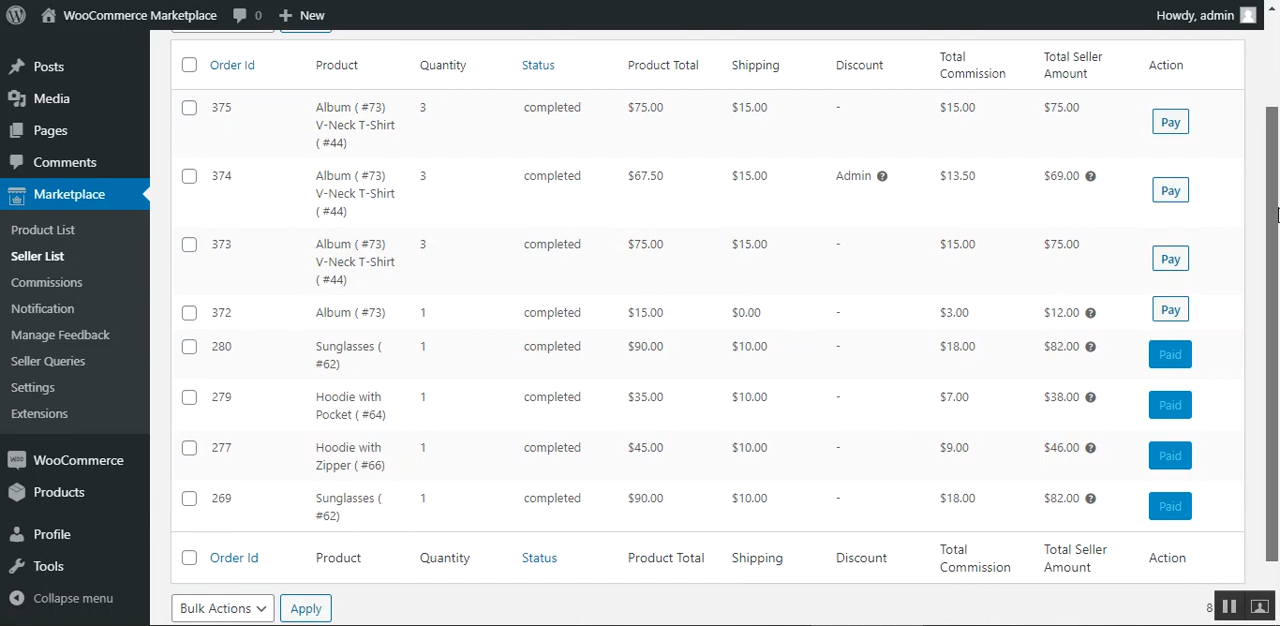 WooCommerce Marketplace 0 New Howdy, admin
Posts
Media
Pages
Comments
Marketplace
Product List
Seller List
Commissions
Notification
Manage Feedback
Seller Queries
Settings
Extensions
WooCommerce
Products
Profile
Tools
Collapse menu
Order Id Product Quantity Status Product Total Shipping Discount Total Commission Total Seller Amount Action
375 Album ( #73) 3 completed $75.00 $15.00 - $15.00 $75.00 Pay
V-Neck T-Shirt
( #44)
374 Album ( #73) 3 completed $67.50 $15.00 Admin ? $13.50 $69.00 ? Pay
V-Neck T-Shirt
( #44)
373 Album ( #73) 3 completed $75.00 $15.00 - $15.00 $75.00 Pay
V-Neck T-Shirt
( #44)
372 Album ( #73) 1 completed $15.00 $0.00 - $3.00 $12.00 ? Pay
280 Sunglasses ( 1 completed $90.00 $10.00 - $18.00 $82.00 ? Paid
#62)
279 Hoodie with 1 completed $35.00 $10.00 - $7.00 $38.00 ? Paid
Pocket ( #64)
277 Hoodie with 1 completed $45.00 $10.00 - $9.00 $46.00 ? Paid
Zipper ( #66)
269 Sunglasses ( 1 completed $90.00 $10.00 - $18.00 $82.00 ? Paid
#62)
Order Id Product Quantity Status Product Total Shipping Discount Total Commission Total Seller Amount Action
Bulk Actions Apply 8